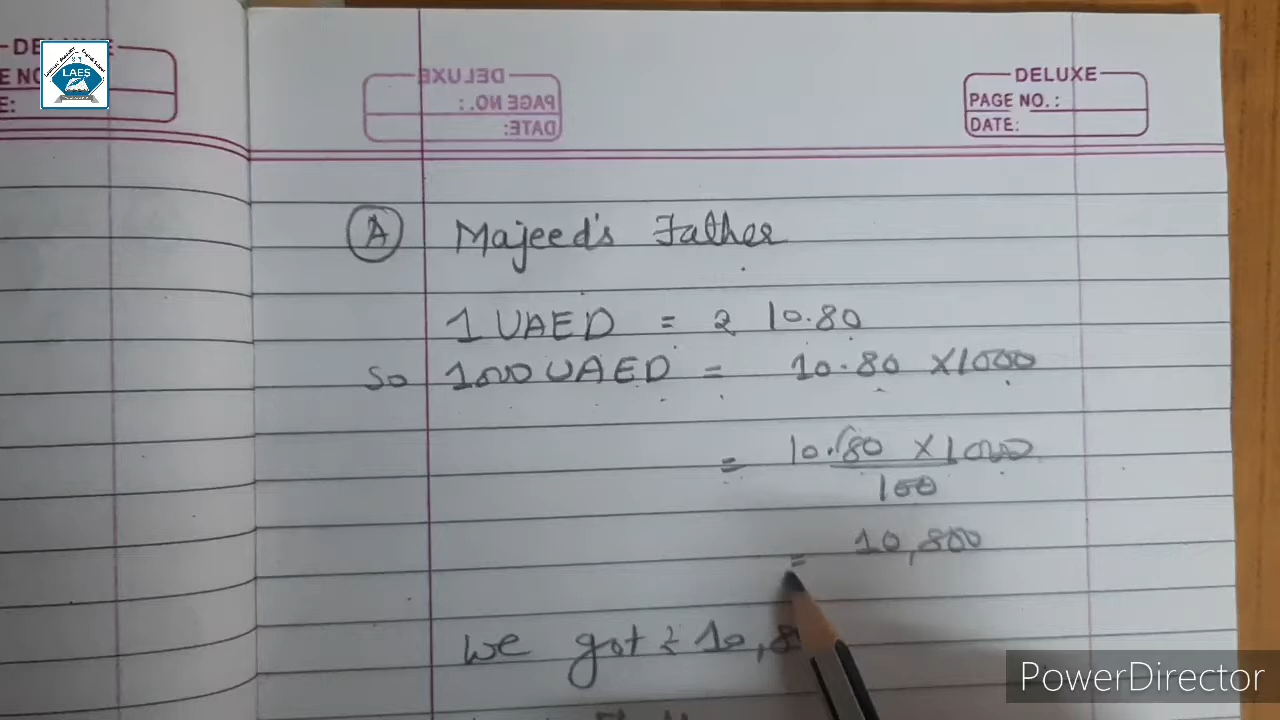 DELUXE
PAGE NO.:
DATE:
LAES
DELUXE
PAGE NO. :
DATE:
A Majeed's Father
1 UAED = ₹ 10.80
So 1000 UAED = 10.80 ×1000
= 10.80 ×1000
100
= 10,800
We got ₹ 10,8
PowerDirector